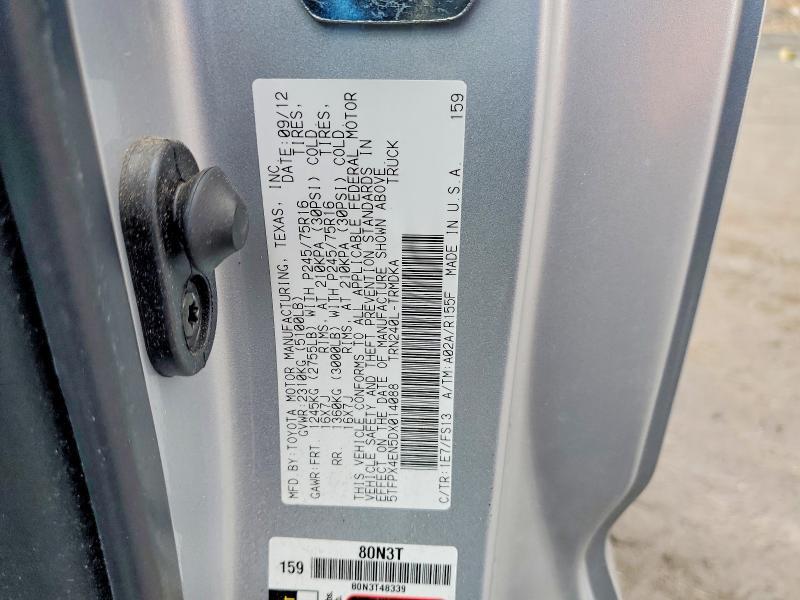 MFD BY:TOYOTA MOTOR MANUFACTURING, TEXAS, INC.
GVWR:2310KG (5100LB) DATE:09/12
GAWR:FRT. 1245KG (2755LB) WITH P245/75R16 TIRES,
16X7J RIMS, AT 210KPA (30PSI) COLD
RR. 1360KG (3000LB) WITH P245/75R16 TIRES,
16X7J RIMS, AT 210KPA (30PSI) COLD.
THIS VEHICLE CONFORMS TO ALL APPLICABLE FEDERAL MOTOR
VEHICLE SAFETY AND THEFT PREVENTION STANDARDS IN
EFFECT ON THE DATE OF MANUFACTURE SHOWN ABOVE.
5TFPX4EN5DX014088 TRN240L-TRMDKA TRUCK
C/TR:1E7/FS13 A/TM:A02A/R155F MADE IN U.S.A. 159
80N3T
159
80N3T48339